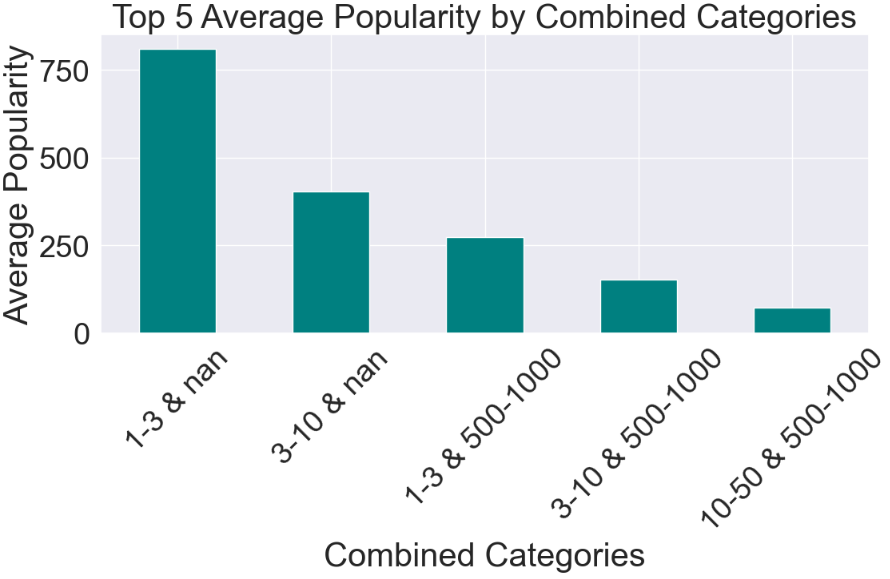 Top 5 Average Popularity by Combined Categories
Average Popularity
750
500
250
0
1-3 & nan
3-10 & nan
1-3 & 500-1000
3-10 & 500-1000
10-50 & 500-1000
Combined Categories